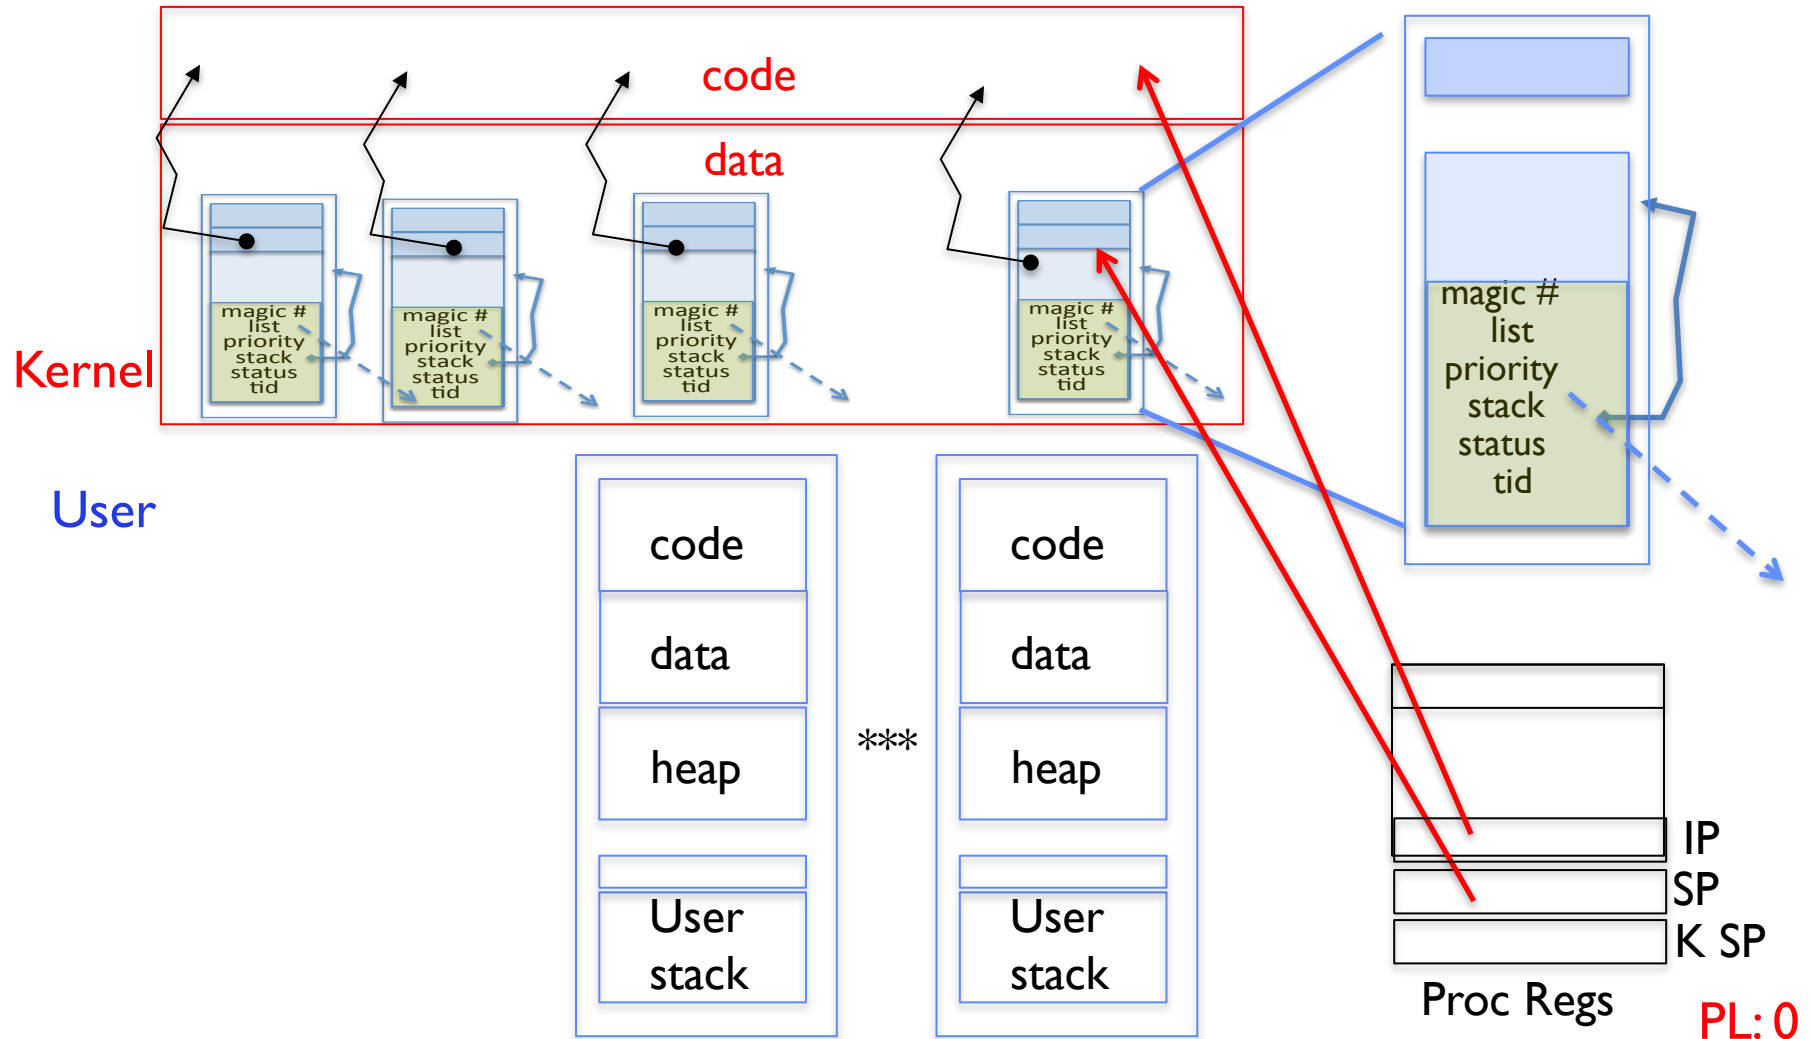 code
data
magic #
list
priority
stack
status
tid
magic #
list
priority
stack
status
tid
magic #
list
priority
stack
status
tid
magic #
list
priority
stack
status
tid
magic #
list
priority
stack
status
tid
Kernel
User
code
data
heap
User
stack
***
code
data
heap
User
stack
IP
SP
K SP
Proc Regs
PL: 0